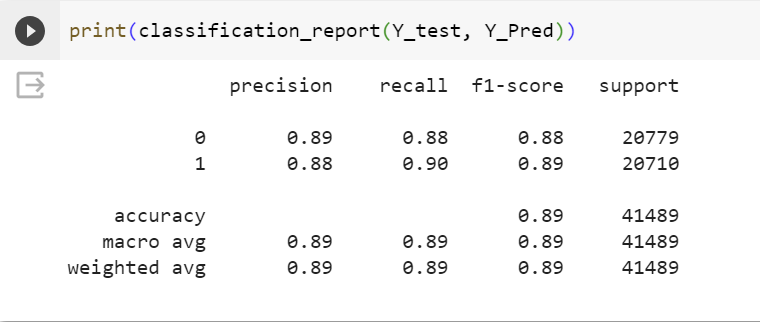 print(classification_report(Y_test, Y_Pred))
precision recall f1-score support
0 0.89 0.88 0.88 20779
1 0.88 0.90 0.89 20710
accuracy 0.89 41489
macro avg 0.89 0.89 0.89 41489
weighted avg 0.89 0.89 0.89 41489